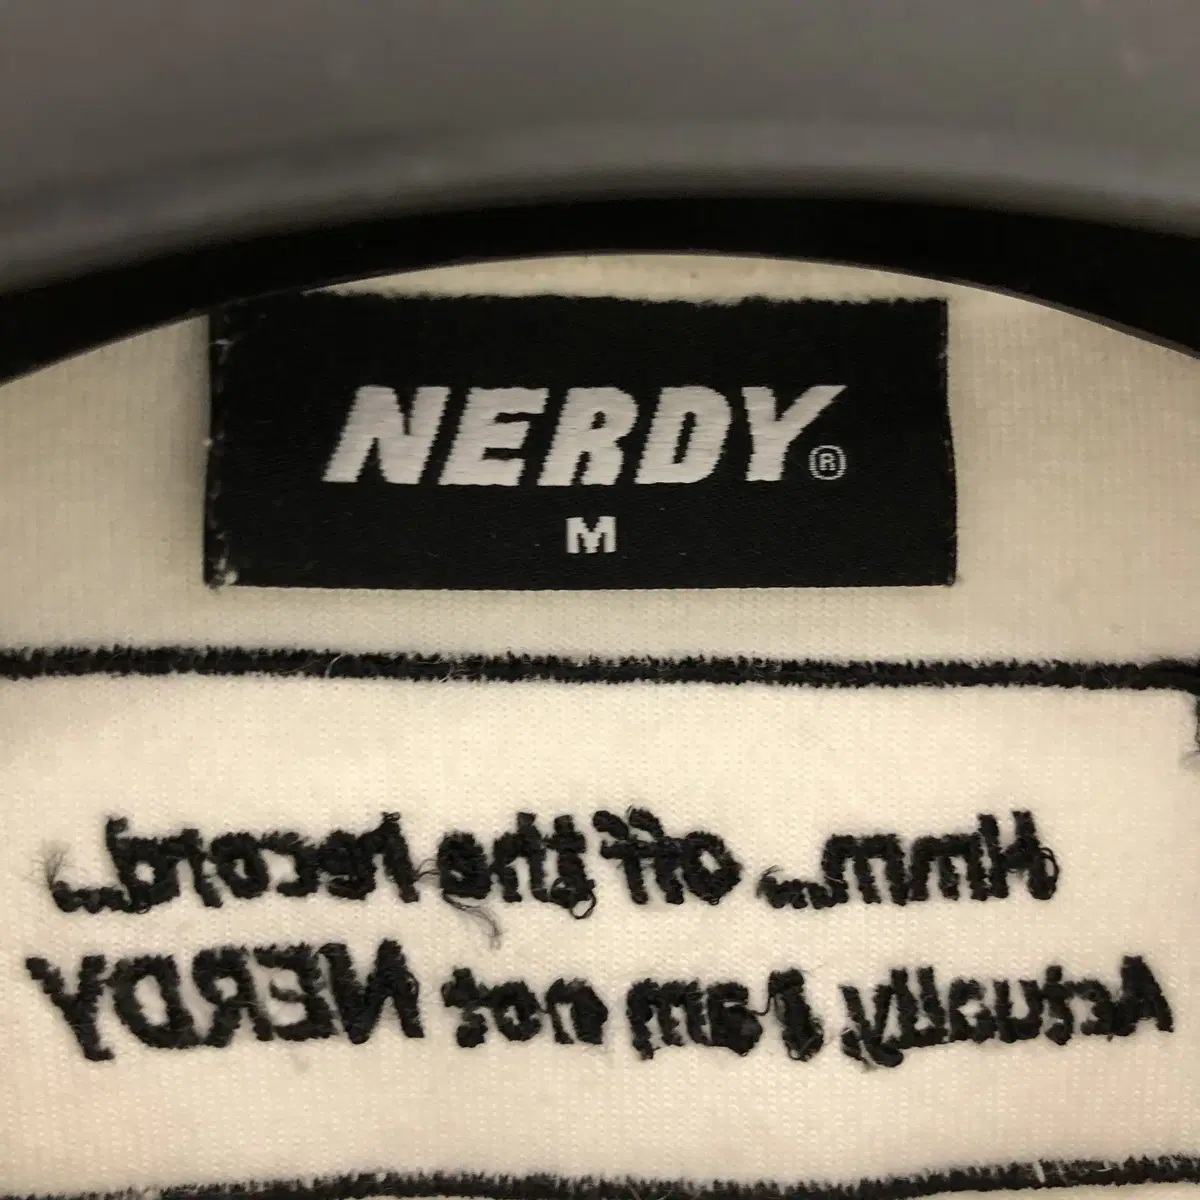 NERDY®
M
Hmm... off the record...
Actually I am not NERDY